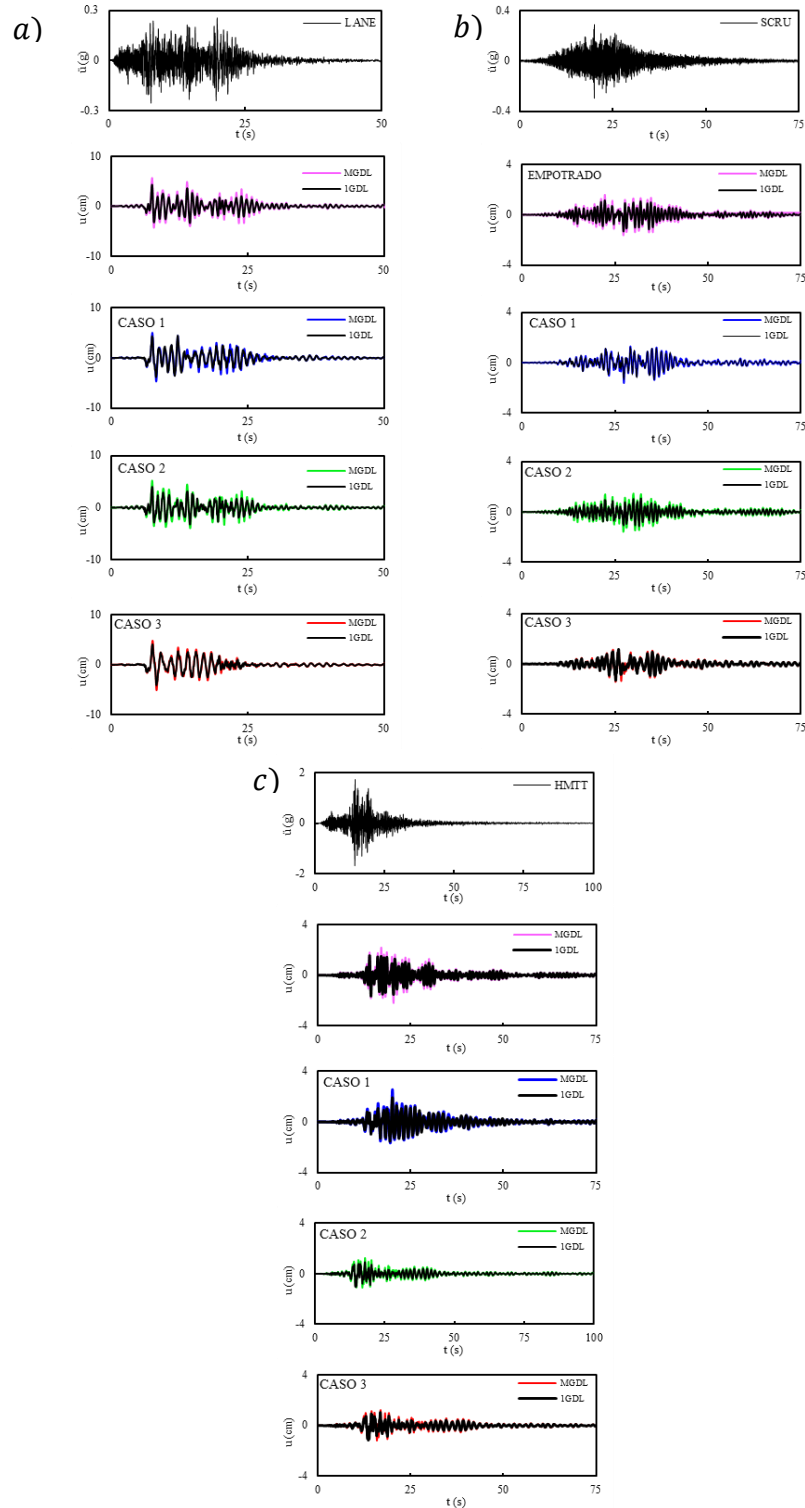 a)
0.3
LANE
ü(g)
0
-0.3
0
25
50
t (s)
10
MGDL
1GDL
u(cm)
0
-10
0
25
50
t (s)
10
CASO 1
MGDL
1GDL
u(cm)
0
-10
0
25
50
t (s)
10
CASO 2
MGDL
1GDL
u(cm)
0
-10
0
25
50
t (s)
10
CASO 3
MGDL
1GDL
u(cm)
0
-10
0
25
50
t (s)
b)
0.4
SCRU
ü(g)
0
-0.4
0
25
50
75
t (s)
4
EMPOTRADO
MGDL
1GDL
u(cm)
0
-4
0
25
50
75
t (s)
4
CASO 1
MGDL
1GDL
u(cm)
0
-4
0
25
50
75
t (s)
4
CASO 2
MGDL
1GDL
u(cm)
0
-4
0
25
50
75
t (s)
4
CASO 3
MGDL
1GDL
u(cm)
0
-4
0
25
50
75
t (s)
c)
2
HMTT
ü(g)
0
-2
0
25
50
75
100
t (s)
4
MGDL
1GDL
u(cm)
0
-4
0
25
50
75
t (s)
4
CASO 1
MGDL
1GDL
u(cm)
0
-4
0
25
50
75
t (s)
4
CASO 2
MGDL
1GDL
u(cm)
0
-4
0
25
50
75
100
t (s)
4
CASO 3
MGDL
1GDL
u(cm)
0
-4
0
25
50
75
t (s)